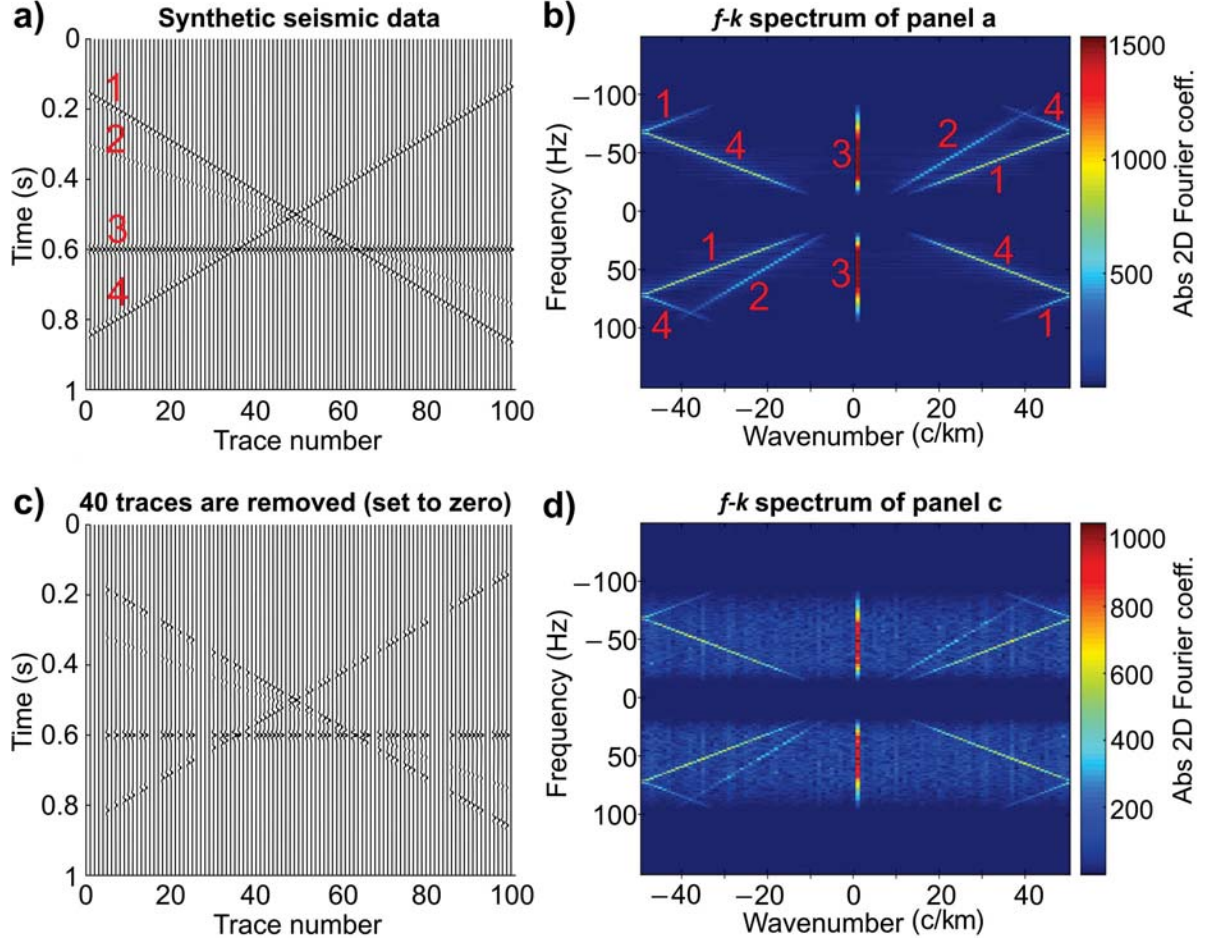 a) Synthetic seismic data
0
0.2
0.4
0.6
0.8
1
Time (s)
1
2
3
4
0 20 40 60 80 100
Trace number
b) f-k spectrum of panel a
−100
−50
0
50
100
Frequency (Hz)
1 4
2
4 3 1
1 3 4
2
4 1
−40 −20 0 20 40
Wavenumber (c/km)
1500
1000
500
Abs 2D Fourier coeff.
c) 40 traces are removed (set to zero)
0
0.2
0.4
0.6
0.8
1
Time (s)
0 20 40 60 80 100
Trace number
d) f-k spectrum of panel c
−100
−50
0
50
100
Frequency (Hz)
−40 −20 0 20 40
Wavenumber (c/km)
1000
800
600
400
200
Abs 2D Fourier coeff.